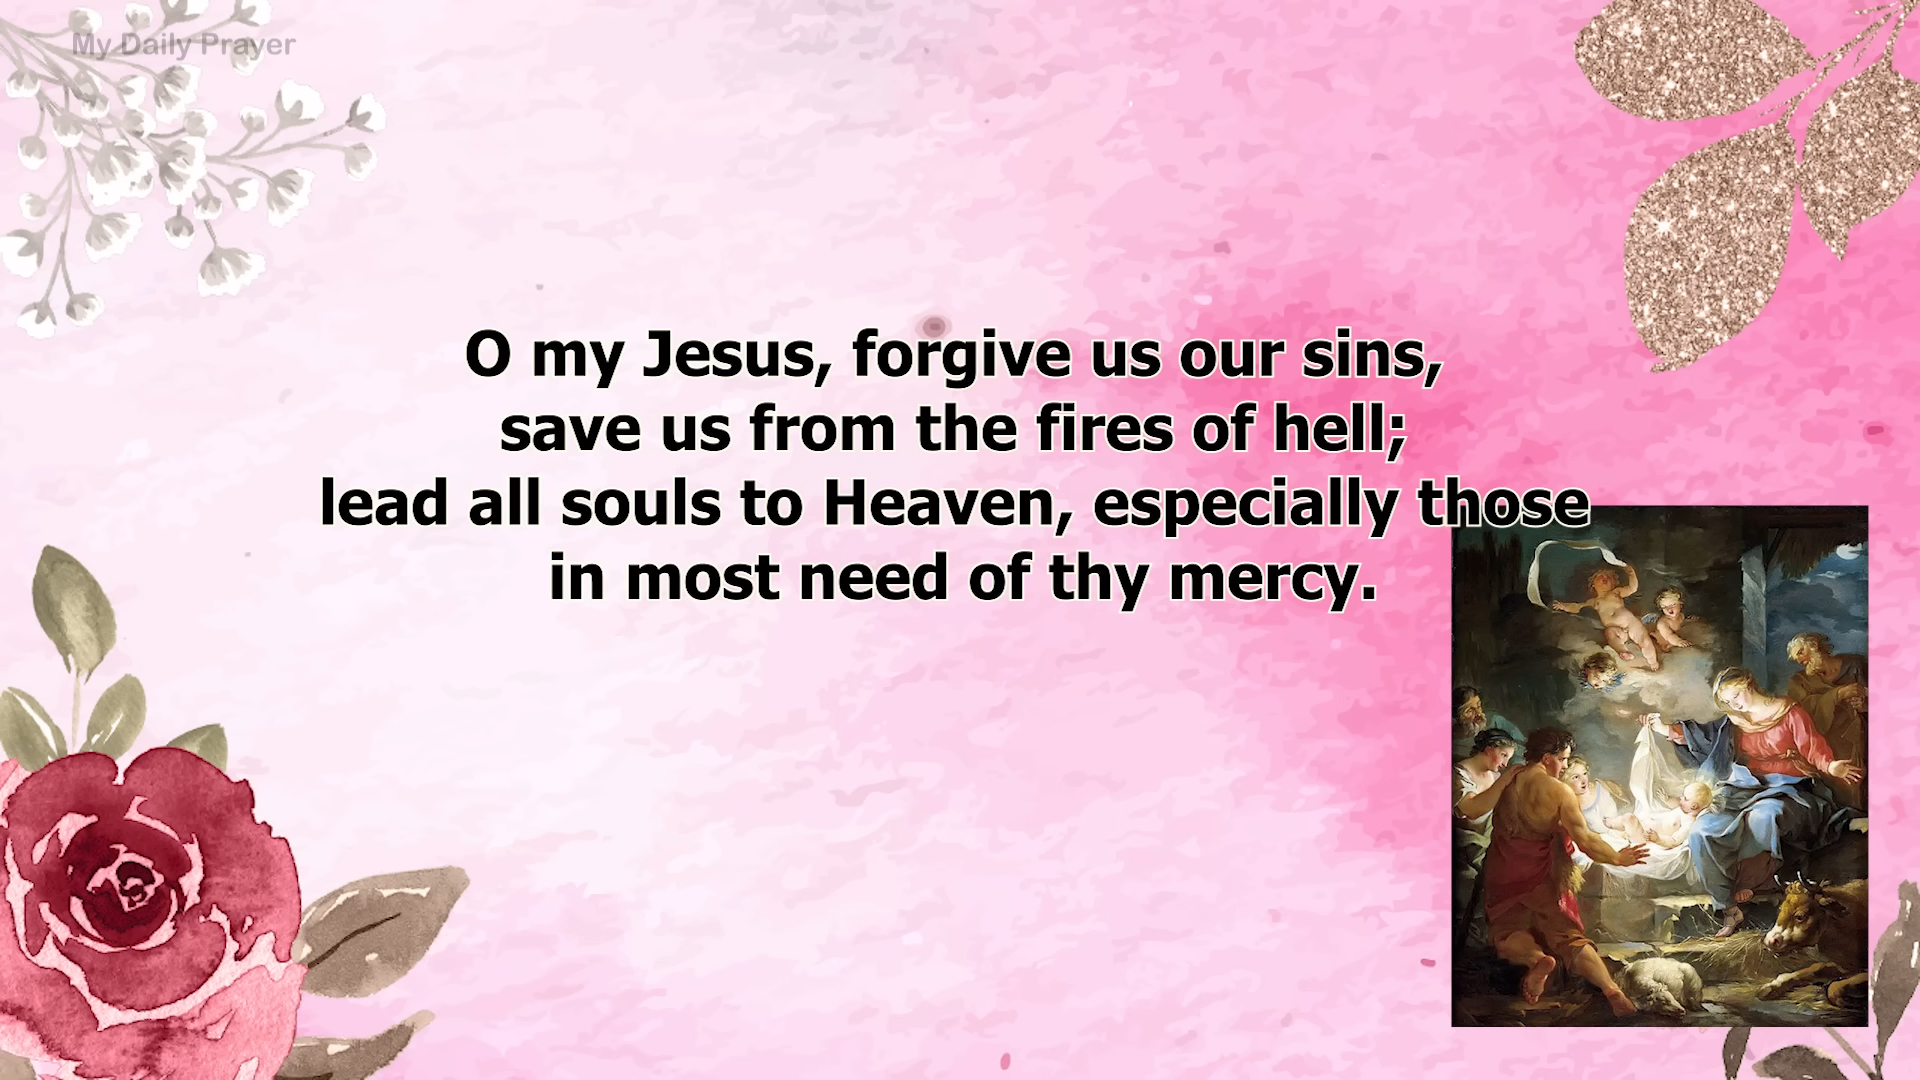 My Daily Prayer
O my Jesus, forgive us our sins,
save us from the fires of hell;
lead all souls to Heaven, especially those
in most need of thy mercy.